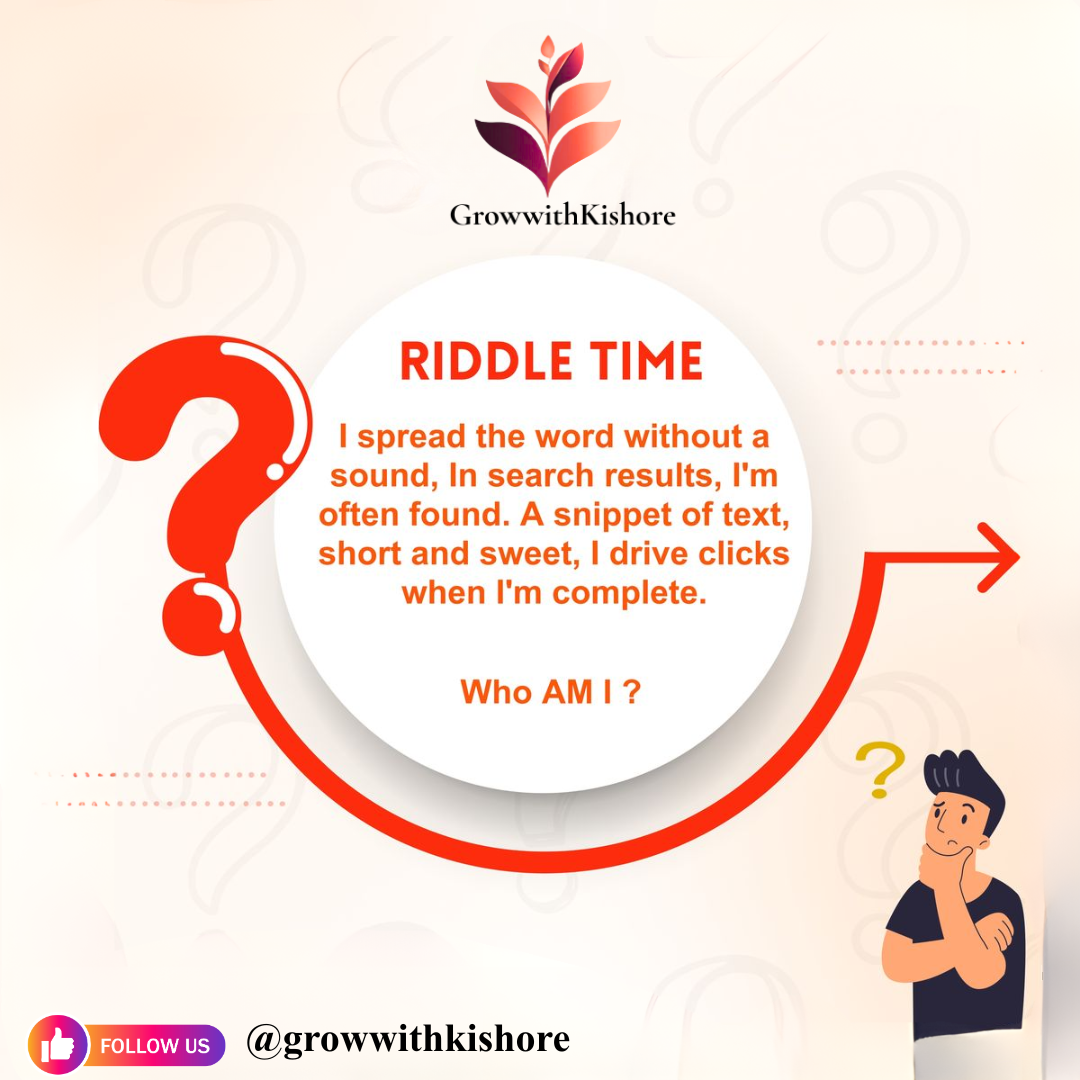 GrowwithKishore
RIDDLE TIME
I spread the word without a
sound, In search results, I'm
often found. A snippet of text,
short and sweet, I drive clicks
when I'm complete.
Who AM I ?
?
FOLLOW US
@growwithkishore